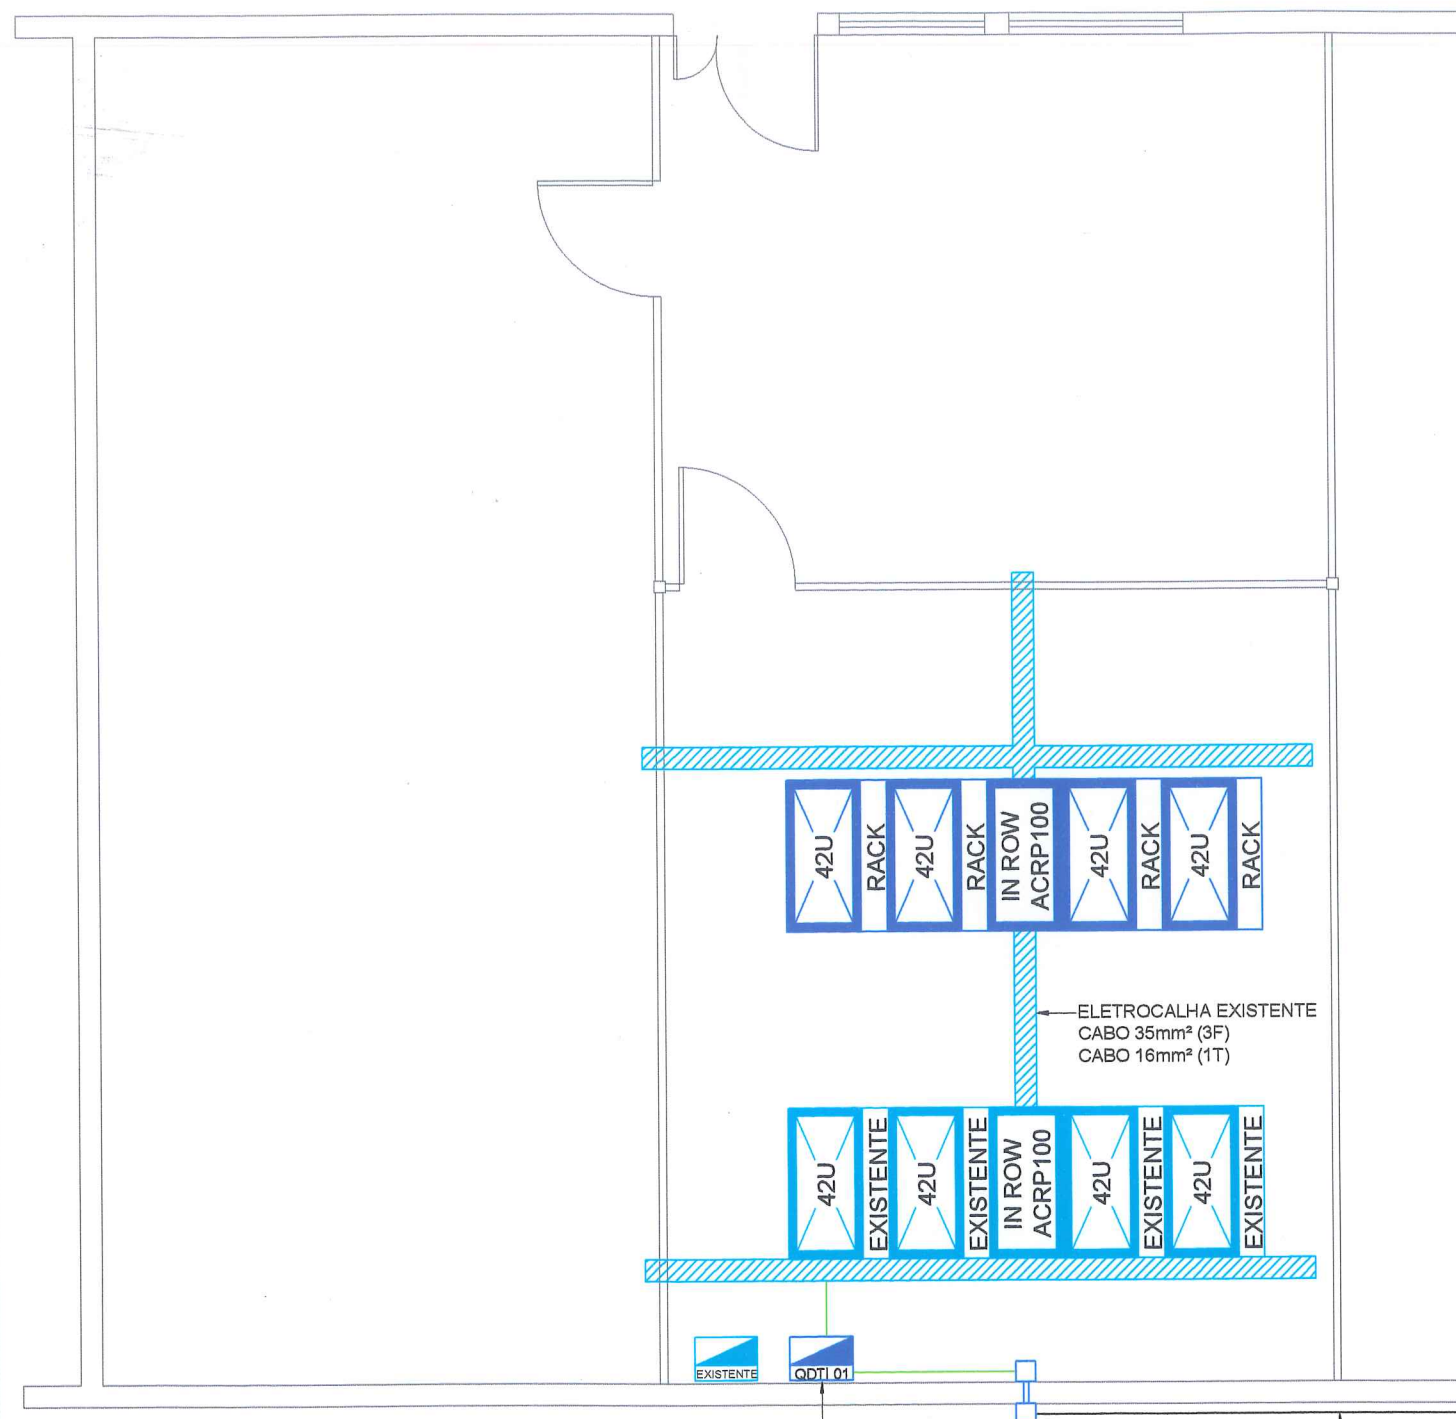 42U
RACK
42U
RACK
IN ROW
ACRP100
42U
RACK
42U
RACK
ELETROCALHA EXISTENTE
CABO 35mm² (3F)
CABO 16mm² (1T)
42U
EXISTENTE
42U
EXISTENTE
IN ROW
ACRP100
42U
EXISTENTE
42U
EXISTENTE
EXISTENTE
QDTI 01